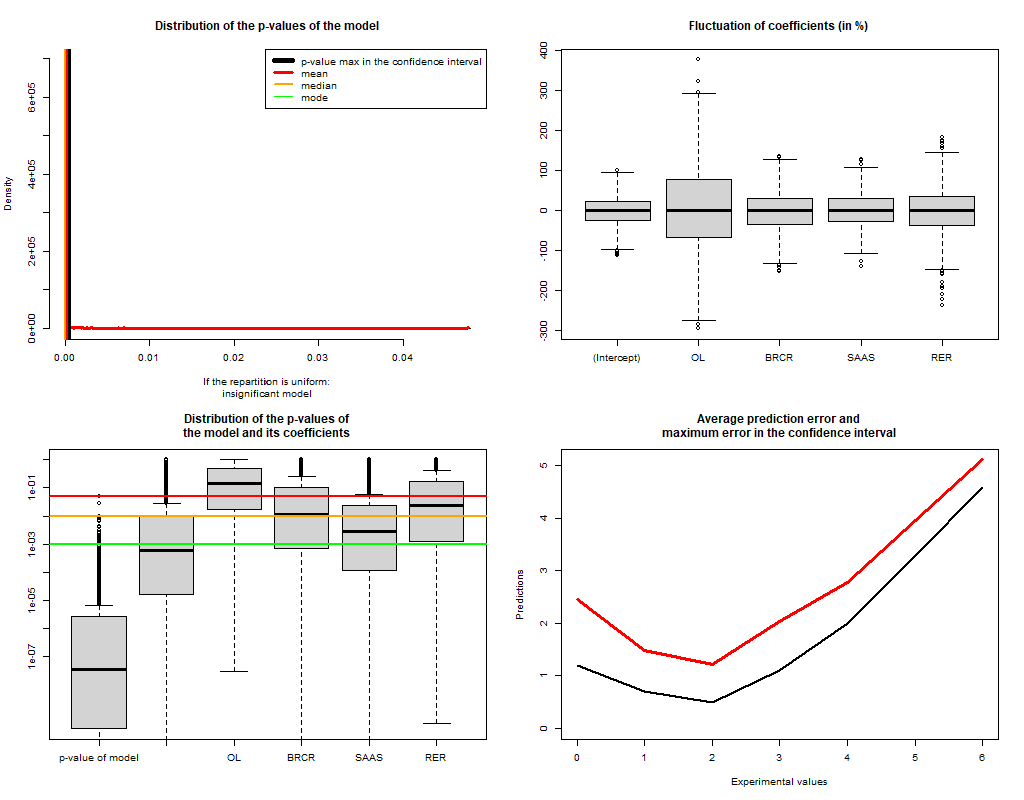 Distribution of the p-values of the model
p-value max in the confidence interval
mean
median
mode
Density
0e+00
2e+05
4e+05
6e+05
0.00 0.01 0.02 0.03 0.04
If the repartition is uniform:
insignificant model
Fluctuation of coefficients (in %)
400
300
200
100
0
-100
-200
-300
(Intercept) OL BRCR SAAS RER
Distribution of the p-values of
the model and its coefficients
1e-01
1e-03
1e-05
1e-07
p-value of model OL BRCR SAAS RER
Average prediction error and
maximum error in the confidence interval
Predictions
5
4
3
2
1
0
0 1 2 3 4 5 6
Experimental values